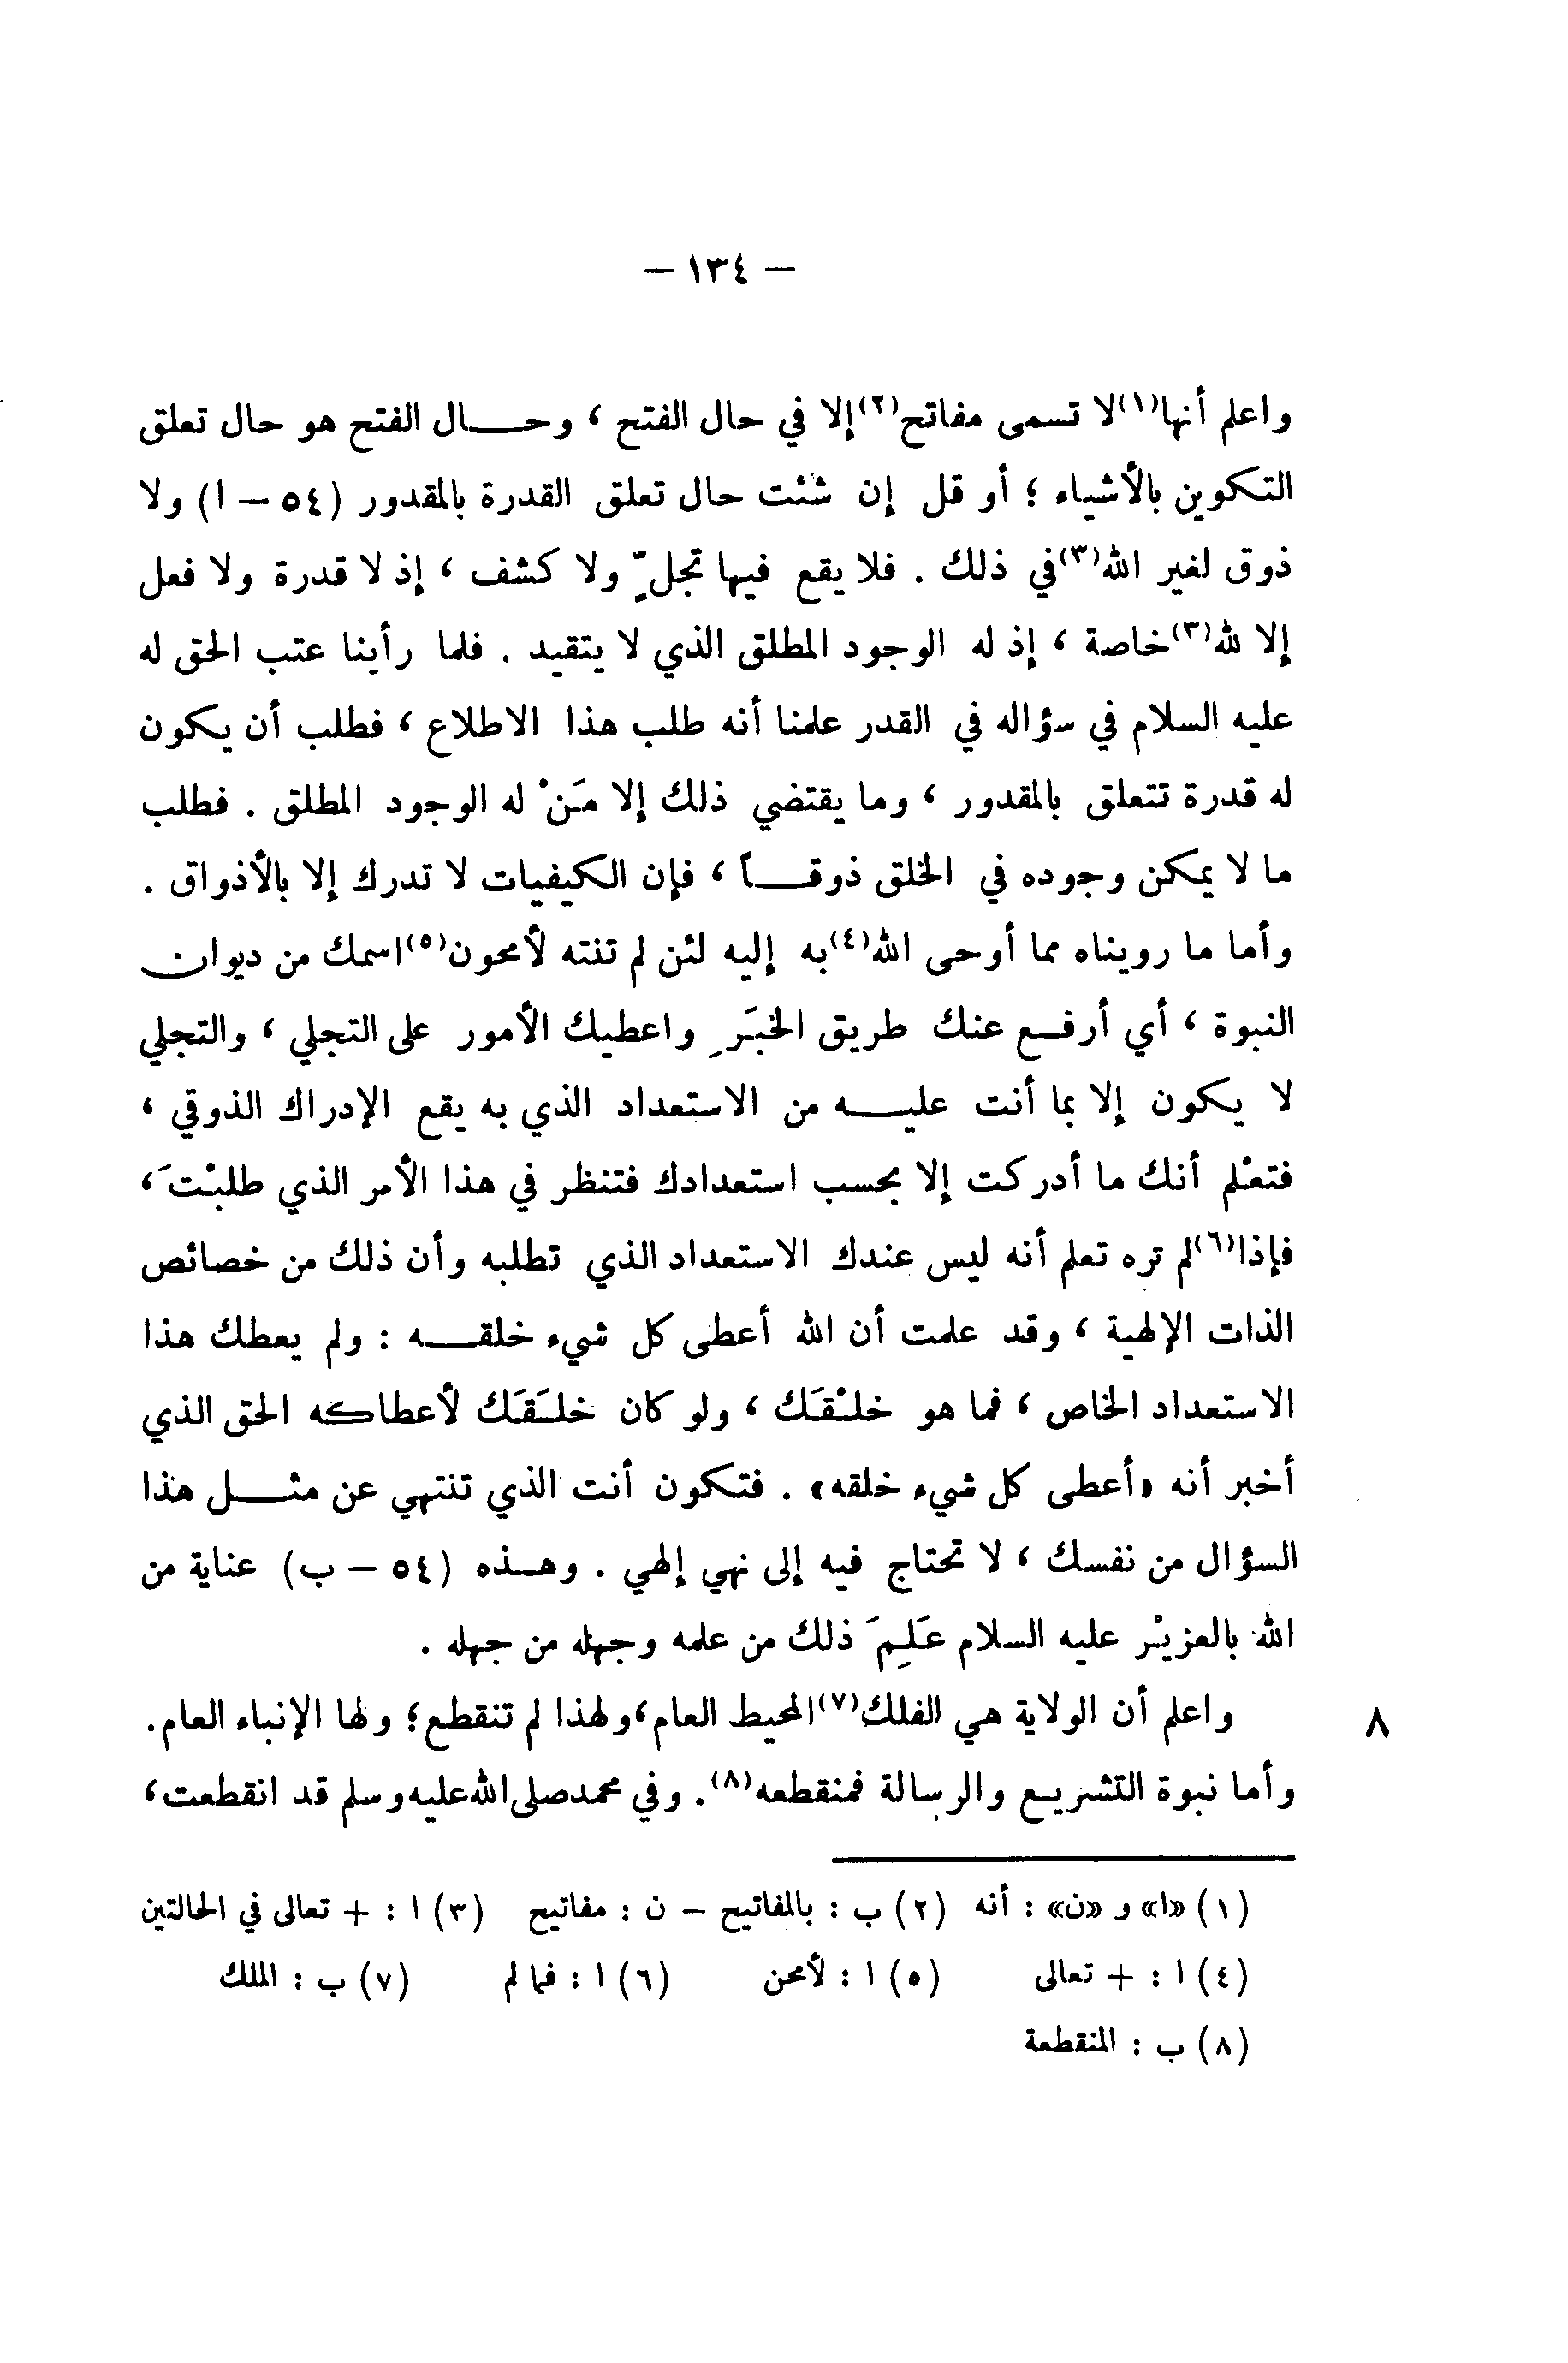 — ١٣٤ —
واعلم أنها(١) لا تسمى مفاتح(٢) إلا في حال الفتح ، وحـــال الفتح هو حال تعلق
التكوين بالأشياء ؛ أو قل إن شئت حال تعلق القدرة بالمقدور (٥٤ — ا) ولا
ذوق لغير الله(٣) في ذلك . فلا يقع فيها تجلٍّ ولا كشف ، إذ لا قدرة ولا فعل
إلا لله(٣) خاصة ، إذ له الوجود المطلق الذي لا يتقيد . فلما رأينا عتب الحق له
عليه السلام في سؤاله في القدر علمنا أنه طلب هذا الاطلاع ، فطلب أن يكون
له قدرة تتعلق بالمقدور ، وما يقتضي ذلك إلا مَنْ له الوجود المطلق . فطلب
ما لا يمكن وجوده في الخلق ذوقــاً ، فإن الكيفيات لا تدرك إلا بالأذواق .
وأما ما رويناه مما أوحى الله(٤) به إليه لئن لم تنته لأمحون(٥) اسمك من ديوان
النبوة ، أي أرفـع عنك طريق الخبَرِ واعطيك الأمور على التجلي ، والتجلي
لا يكون إلا بما أنت عليــه من الاستعداد الذي به يقع الإدراك الذوقي ،
فتعْلم أنك ما أدركت إلا بحسب استعدادك فتنظر في هذا الأمر الذي طلبْتَ ،
فإذا(٦) لم تره تعلم أنه ليس عندك الاستعداد الذي تطلبه وأن ذلك من خصائص
الذات الإلهية ، وقد علمت أن الله أعطى كل شيء خلقــه : ولم يعطك هذا
الاستعداد الخاص ، فما هو خلْقَك ، ولو كان خلَقَك لأعطاكه الحق الذي
أخبر أنه «أعطى كل شيء خلقه» . فتكون أنت الذي تنتهي عن مثــل هذا
السؤال من نفسك ، لا تحتاج فيه إلى نهي إلهي . وهـذه (٥٤ — ب) عناية من
الله بالعزيْر عليه السلام عَلِمَ ذلك من علمه وجهله من جهله .
٨ واعلم أن الولاية هي الفلك(٧) المحيط العام، ولهذا لم تنقطع؛ ولها الإنباء العام.
وأما نبوة التشريـع والرسالة فمنقطعه(٨). وفي محمد صلى الله عليه وسلم قد انقطعت،
(١) «ا» و «ن» : أنه (٢) ب : بالمفاتيح — ن : مفاتيح (٣) ا : + تعالى في الحالتين
(٤) ا : + تعالى (٥) ا : لأمحن (٦) ا : فما لم (٧) ب : الملك
(٨) ب : المنقطعة